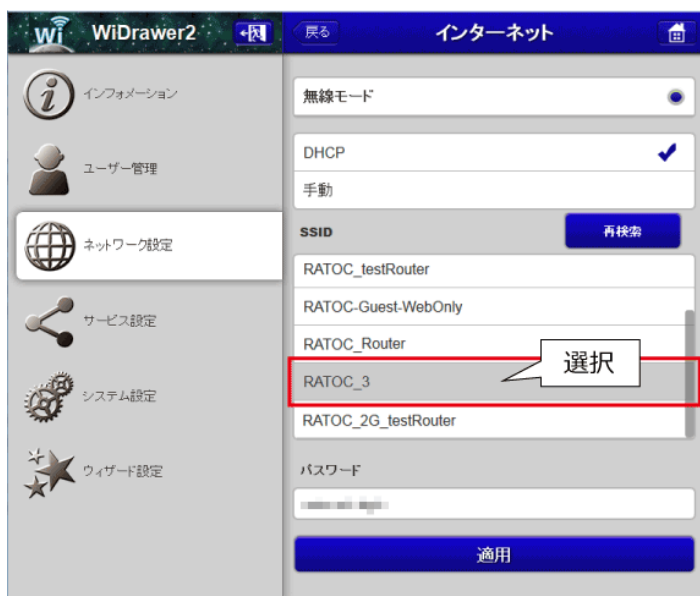 Wi WiDrawer2
インフォメーション
ユーザー管理
ネットワーク設定
サービス設定
システム設定
ウィザード設定
戻る インターネット
無線モード
DHCP
手動
SSID 再検索
RATOC_testRouter
RATOC-Guest-WebOnly
RATOC_Router
選択
RATOC_3
RATOC_2G_testRouter
パスワード
適用